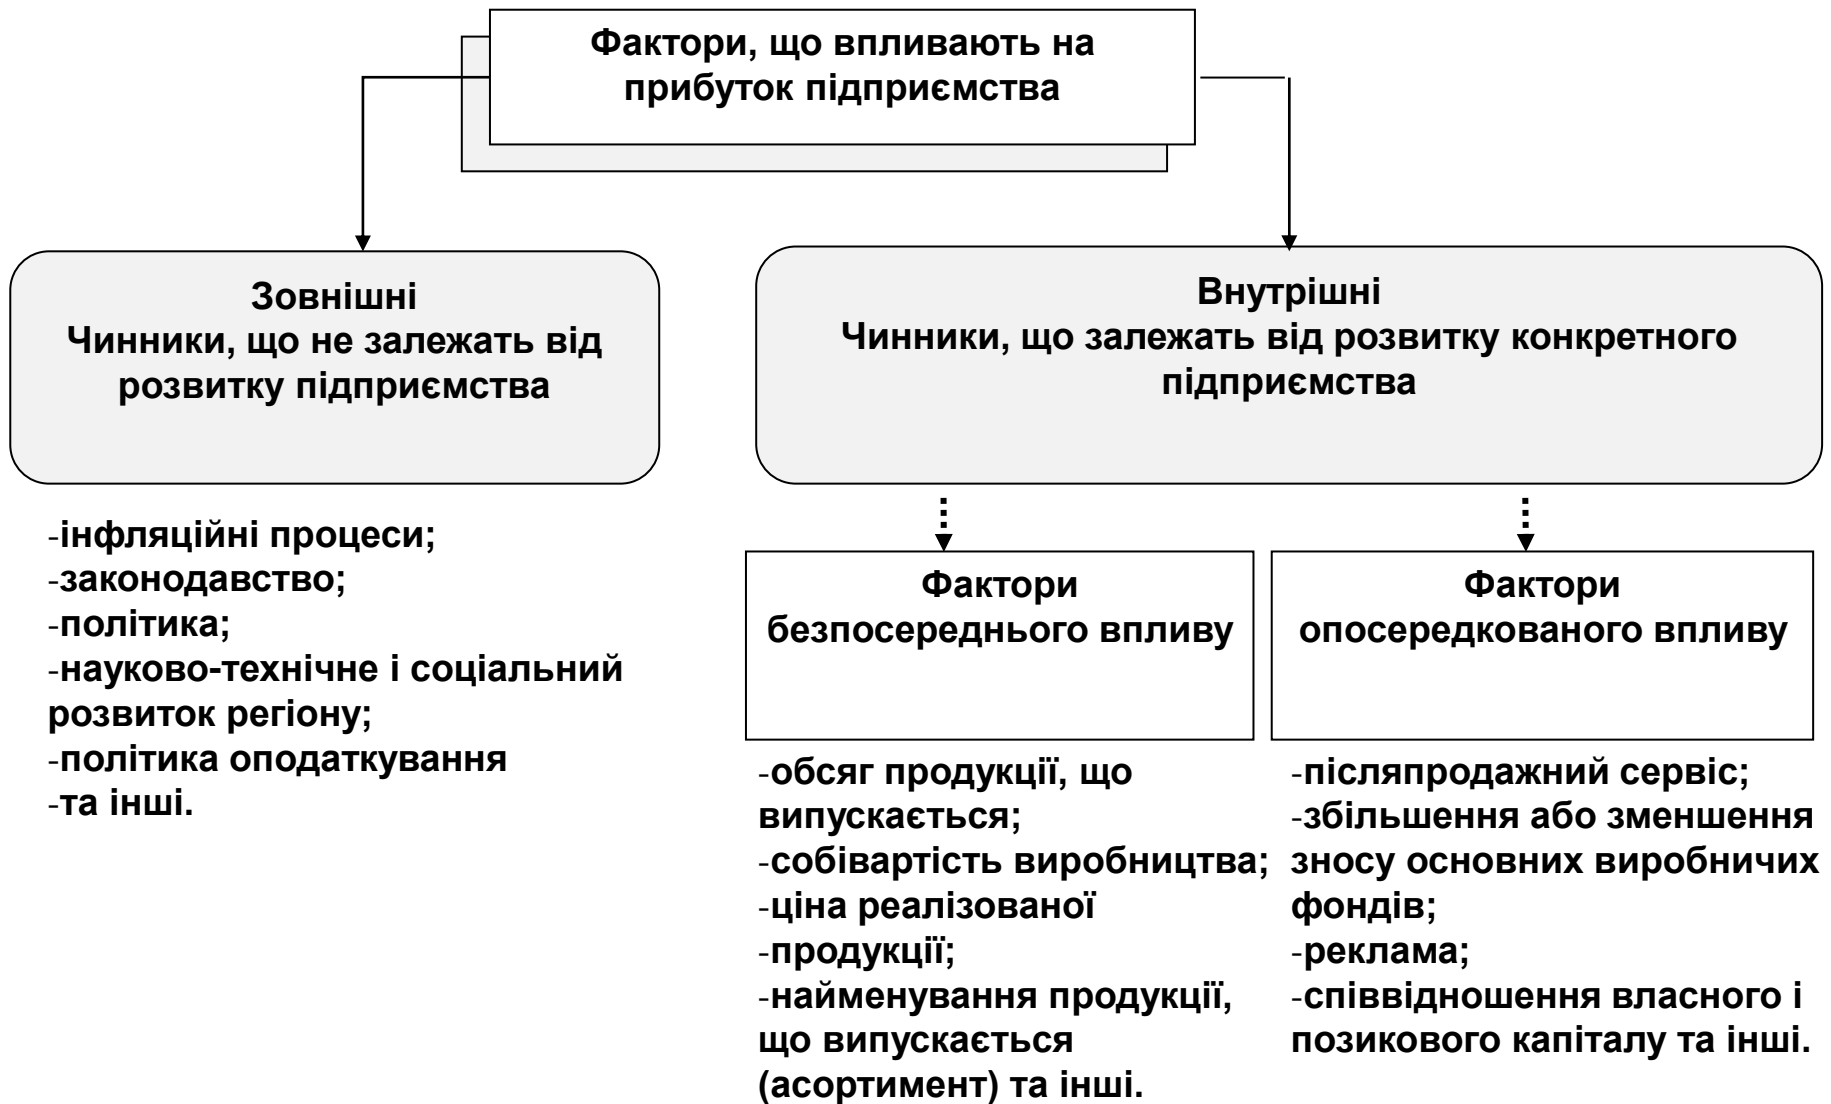 Фактори, що впливають на
прибуток підприємства
Зовнішні
Чинники, що не залежать від
розвитку підприємства
Внутрішні
Чинники, що залежать від розвитку конкретного
підприємства
-інфляційні процеси;
-законодавство;
-політика;
-науково-технічне і соціальний
розвиток регіону;
-політика оподаткування
-та інші.
Фактори
безпосереднього впливу
Фактори
опосередкованого впливу
-обсяг продукції, що
випускається;
-собівартість виробництва;
-ціна реалізованої
-продукції;
-найменування продукції,
що випускається
(асортимент) та інші.
-післяпродажний сервіс;
-збільшення або зменшення
зносу основних виробничих
фондів;
-реклама;
-співвідношення власного і
позикового капіталу та інші.